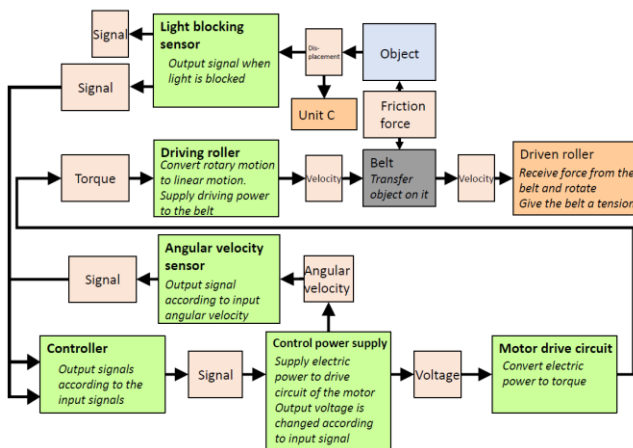 Signal
Light blocking
sensor
Output signal when
light is blocked
Dis-
placement
Object
Signal
Unit C
Friction
force
Torque
Driving roller
Convert rotary motion
to linear motion.
Supply driving power
to the belt
Velocity
Belt
Transfer
object on it
Velocity
Driven roller
Receive force from the
belt and rotate
Give the belt a tension
Signal
Angular velocity
sensor
Output signal
according to input
angular velocity
Angular
velocity
Controller
Output signals
according to the
input signals
Signal
Control power supply
Supply electric
power to drive
circuit of the motor
Output voltage is
changed according
to input signal
Voltage
Motor drive circuit
Convert electric
power to torque